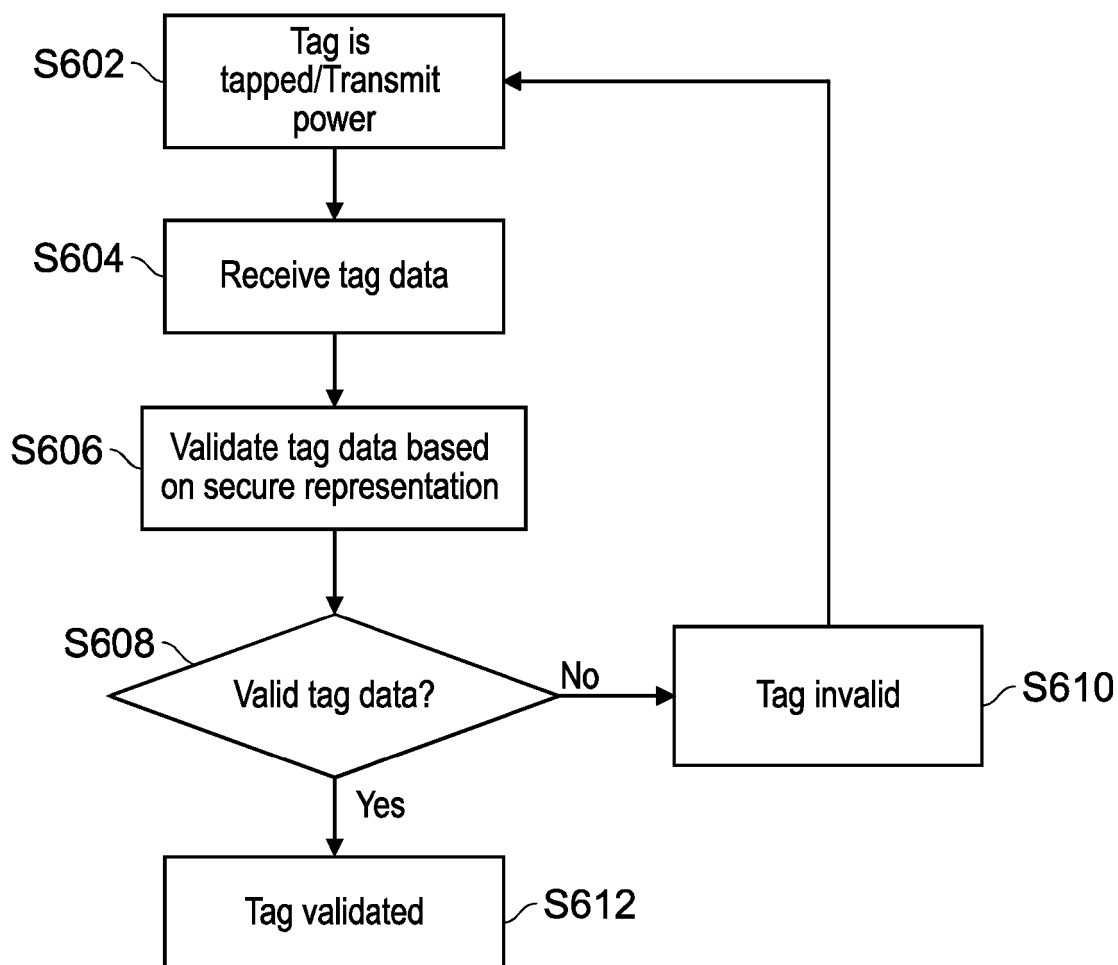 S602
Tag is
tapped/Transmit
power
S604
Receive tag data
S606
Validate tag data based
on secure representation
S608
Valid tag data?
No
Tag invalid
S610
Yes
Tag validated
S612